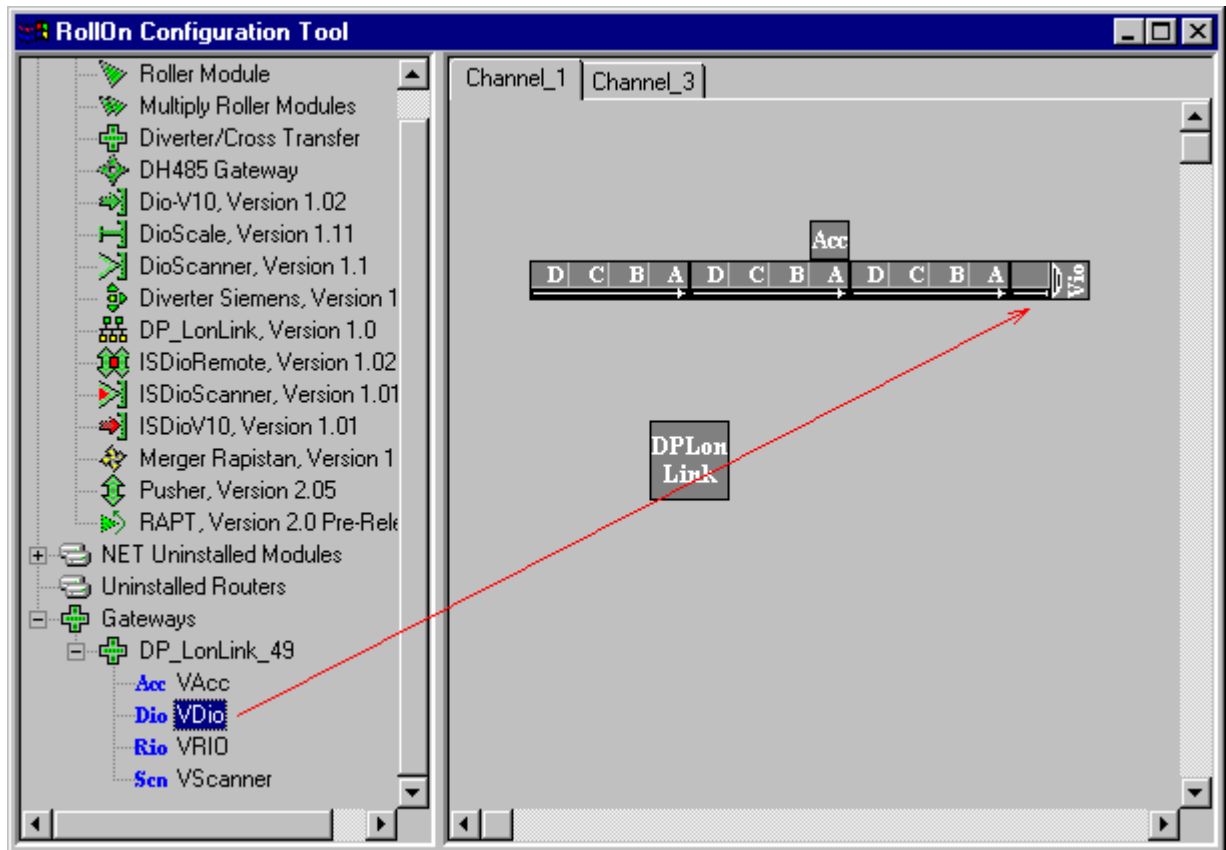 RollOn Configuration Tool
Roller Module
Multiply Roller Modules
Diverter/Cross Transfer
DH485 Gateway
Dio-V10, Version 1.02
DioScale, Version 1.11
DioScanner, Version 1.1
Diverter Siemens, Version 1
DP_LonLink, Version 1.0
ISDioRemote, Version 1.02
ISDioScanner, Version 1.01
ISDioV10, Version 1.01
Merger Rapistan, Version 1
Pusher, Version 2.05
RAPT, Version 2.0 Pre-Rele
NET Uninstalled Modules
Uninstalled Routers
Gateways
DP_LonLink_49
Acc VAcc
Dio VDio
Rio VRIO
Scn VScanner
Channel_1 Channel_3
Acc
D C B A D C B A D C B A Vio
DPLon
Link